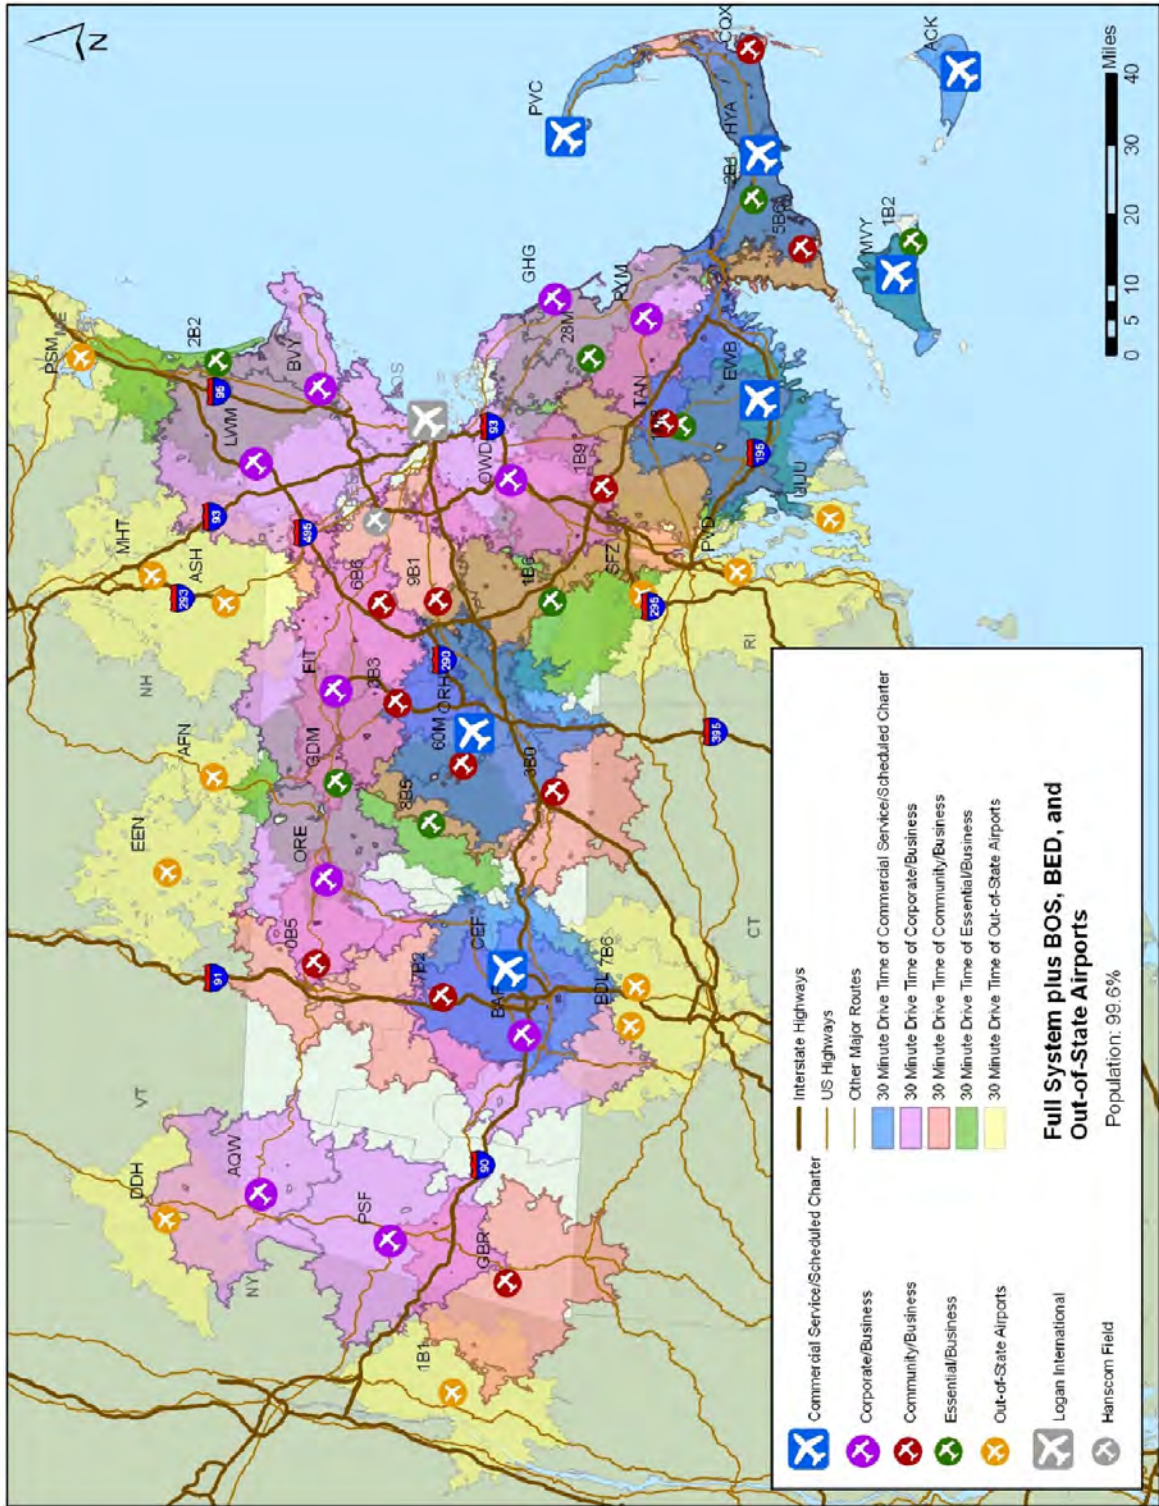 N
PSM
ME
MHT
ASH
NH
AFN
EEN
VT
DDH
2B2
BVY
LWM
95
93
293
495
91
PVC
CQX
ACK
GHG
28M
PYM
HYA
2B1
5B6
MVY
1B2
OWD
93
1B9
TAN
EWB
195
UUU
6B6
9B1
1B6
SFZ
PVD
295
RI
FIT
3B3
GDM
290
ORH
60M
8B5
3B0
395
ORE
0B5
7B2
CEF
BAF
BDL
7B6
CT
AQW
PSF
NY
90
GBR
1B1
0 5 10 20 30 40
Miles
Commercial Service/Scheduled Charter
Corporate/Business
Community/Business
Essential/Business
Out-of-State Airports
Logan International
Hanscom Field
Interstate Highways
US Highways
Other Major Routes
30 Minute Drive Time of Commercial Service/Scheduled Charter
30 Minute Drive Time of Corporate/Business
30 Minute Drive Time of Community/Business
30 Minute Drive Time of Essential/Business
30 Minute Drive Time of Out-of-State Airports
Full System plus BOS, BED, and
Out-of-State Airports
Population: 99.6%